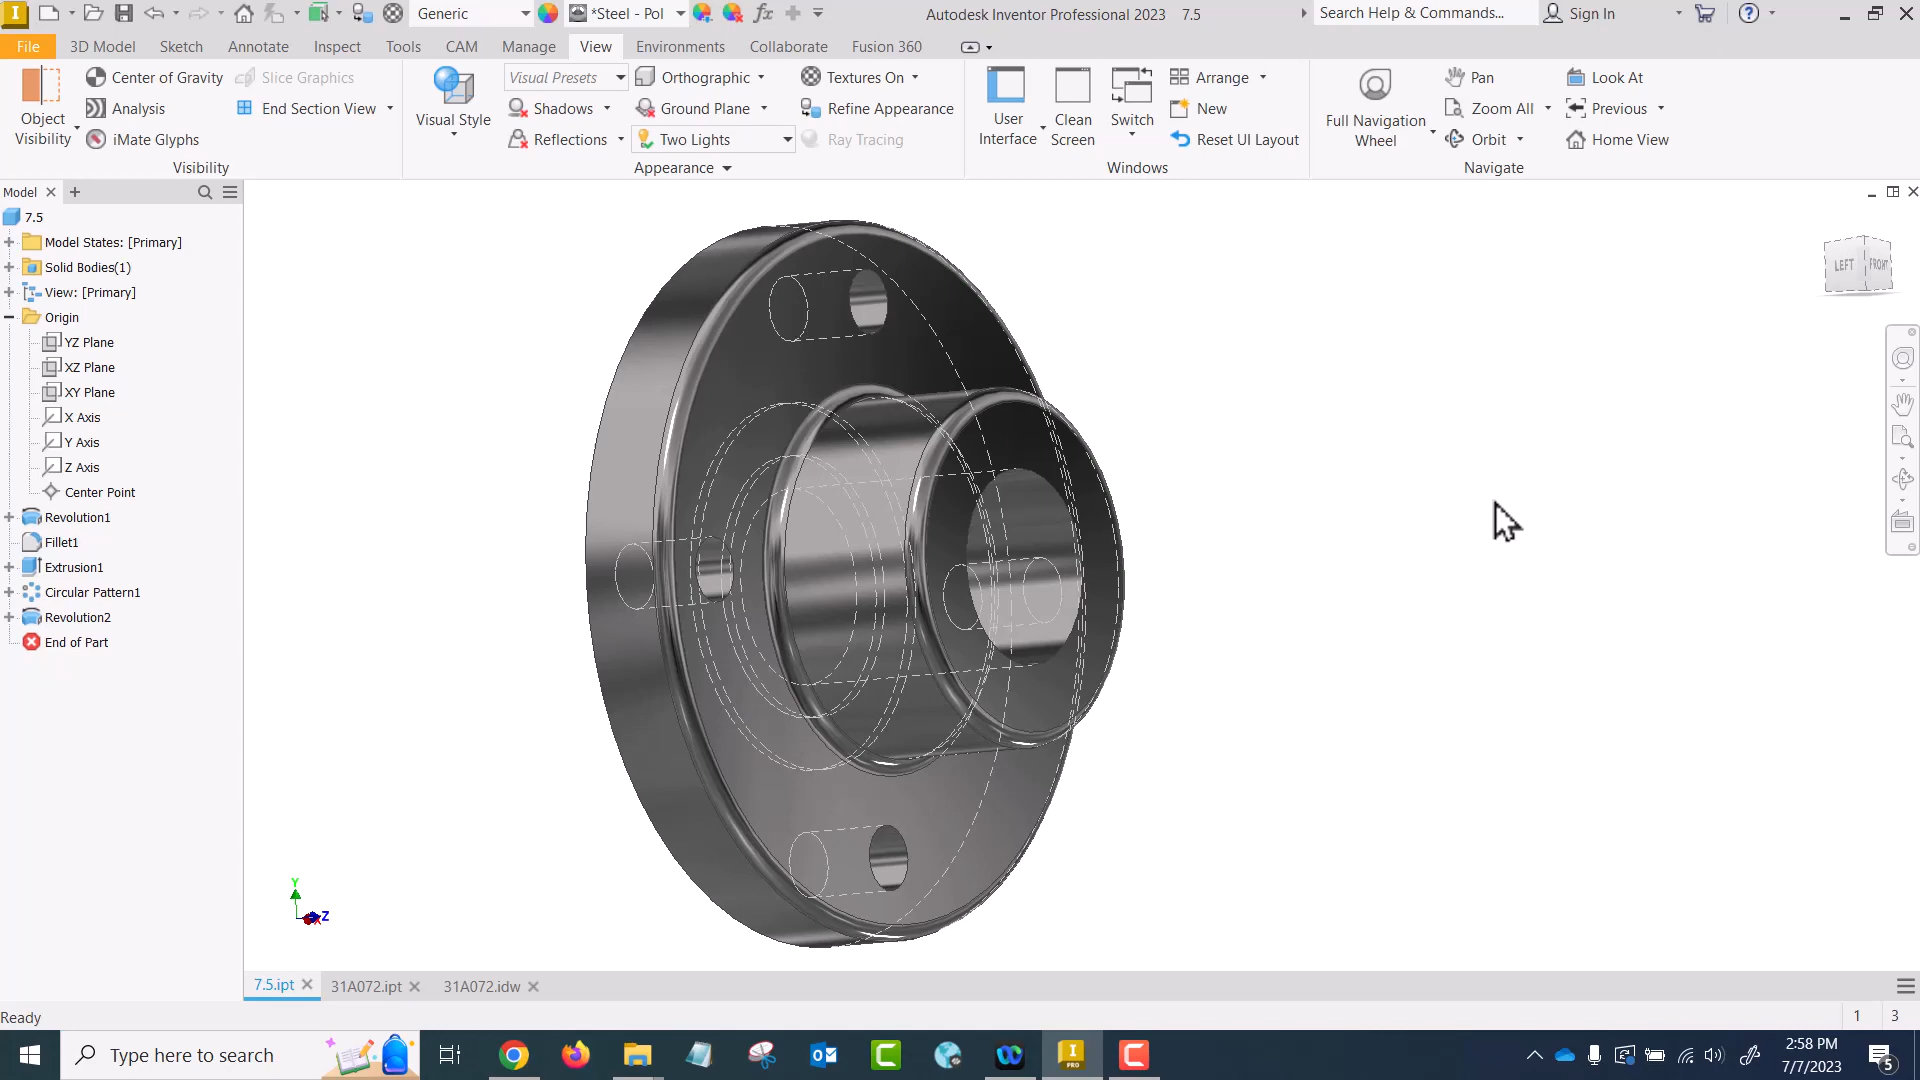 Generic
*Steel - Pol
fx
Autodesk Inventor Professional 2023 7.5
Search Help & Commands...
Sign In
File
3D Model
Sketch
Annotate
Inspect
Tools
CAM
Manage
View
Environments
Collaborate
Fusion 360
Object
Visibility
Center of Gravity
Analysis
iMate Glyphs
Slice Graphics
End Section View
Visibility
Visual Style
Visual Presets
Shadows
Reflections
Orthographic
Ground Plane
Two Lights
Textures On
Refine Appearance
Ray Tracing
Appearance
User
Interface
Clean
Screen
Switch
Arrange
New
Reset UI Layout
Windows
Full Navigation
Wheel
Pan
Zoom All
Orbit
Look At
Previous
Home View
Navigate
Model
7.5
Model States: [Primary]
Solid Bodies(1)
View: [Primary]
Origin
YZ Plane
XZ Plane
XY Plane
X Axis
Y Axis
Z Axis
Center Point
Revolution1
Fillet1
Extrusion1
Circular Pattern1
Revolution2
End of Part
LEFT
FRONT
Y
Z
7.5.ipt
31A072.ipt
31A072.idw
Ready
1
3
Type here to search
2:58 PM
7/7/2023
5